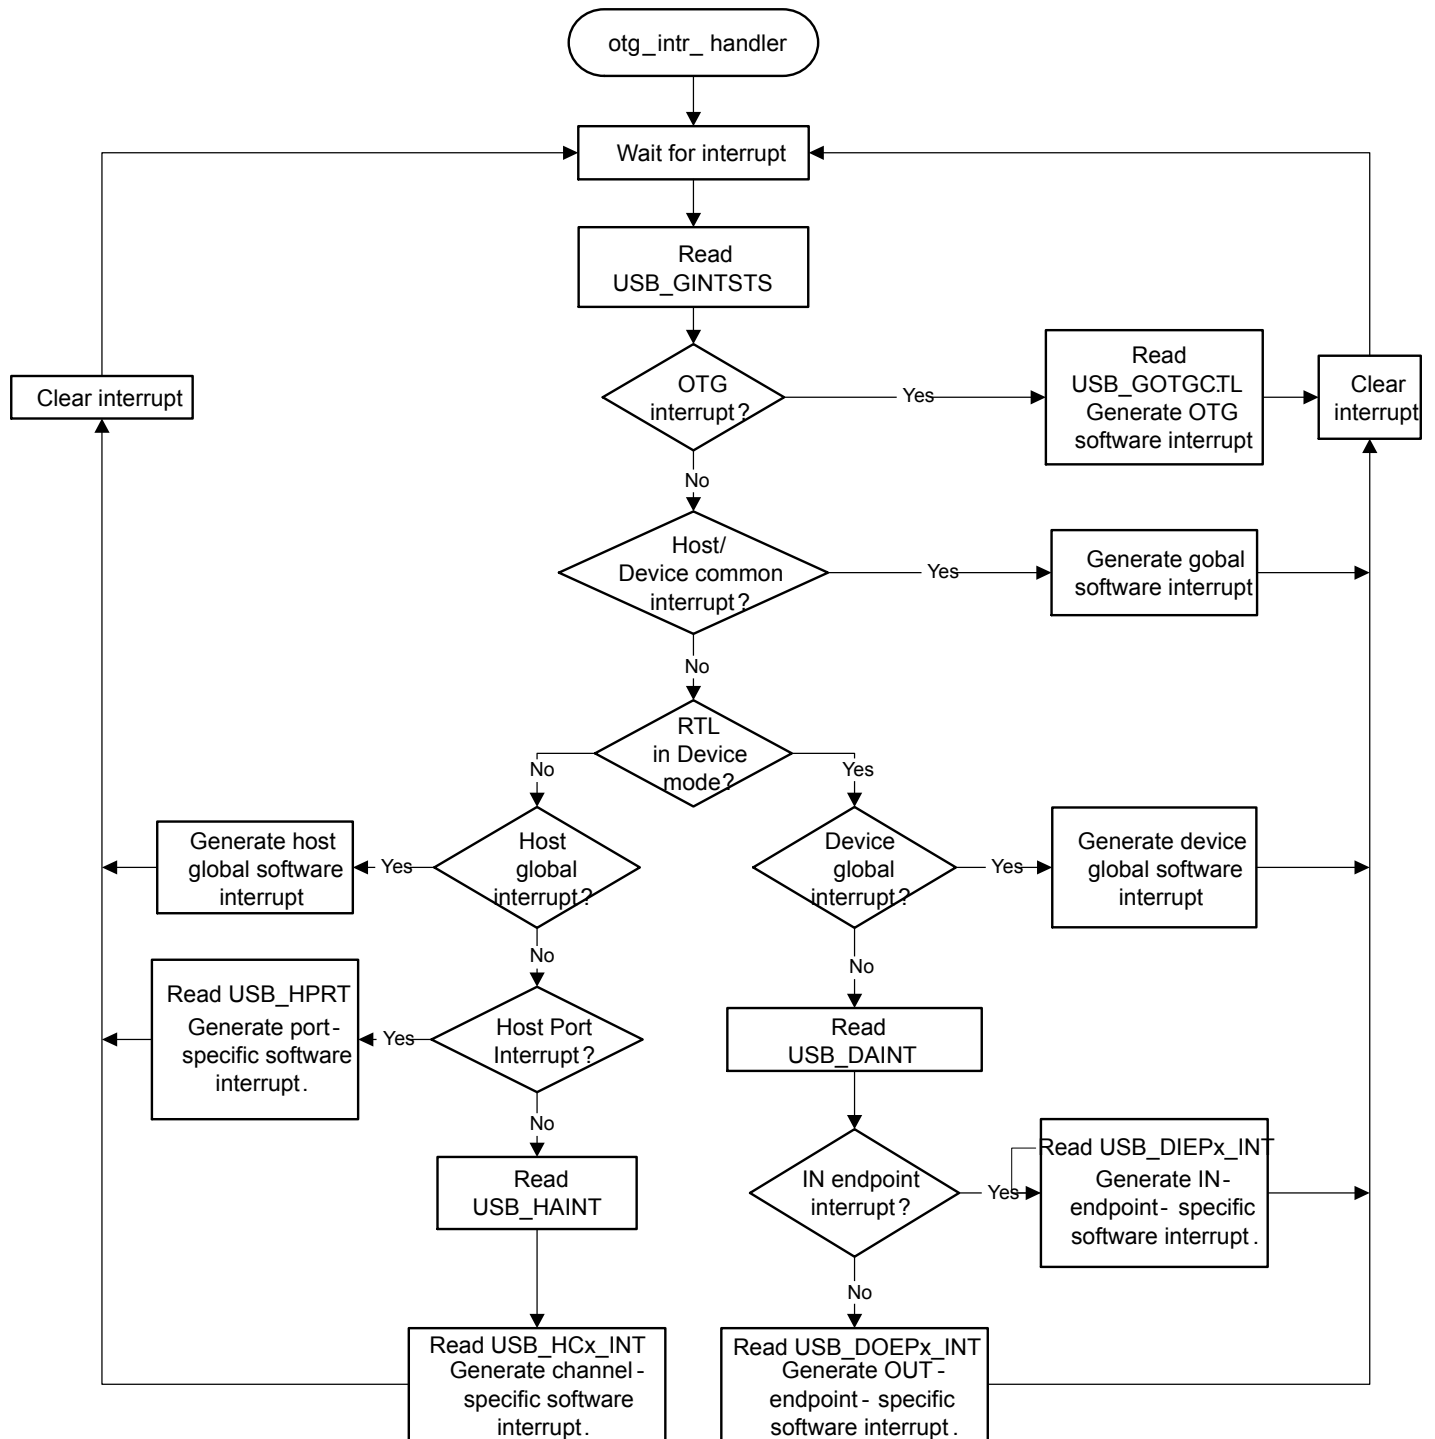 otg_intr_ handler
Wait for interrupt
Read
USB_GINTSTS
OTG
interrupt?
Yes
Read
USB_GOTGCTL
Generate OTG
software interrupt
Clear
interrupt
Clear interrupt
No
Host/
Device common
interrupt?
Yes
Generate gobal
software interrupt
No
RTL
in Device
mode?
No
Yes
Generate host
global software
interrupt
Yes
Host
global
interrupt?
Device
global
interrupt?
Yes
Generate device
global software
interrupt
No
No
Read USB_HPRT
Generate port-
specific software
interrupt.
Yes
Host Port
Interrupt?
Read
USB_DAINT
No
Read
USB_HAINT
IN endpoint
interrupt?
Yes
Read USB_DIEPx_INT
Generate IN-
endpoint- specific
software interrupt.
No
Read USB_HCx_INT
Generate channel-
specific software
interrupt.
Read USB_DOEPx_INT
Generate OUT-
endpoint- specific
software interrupt.